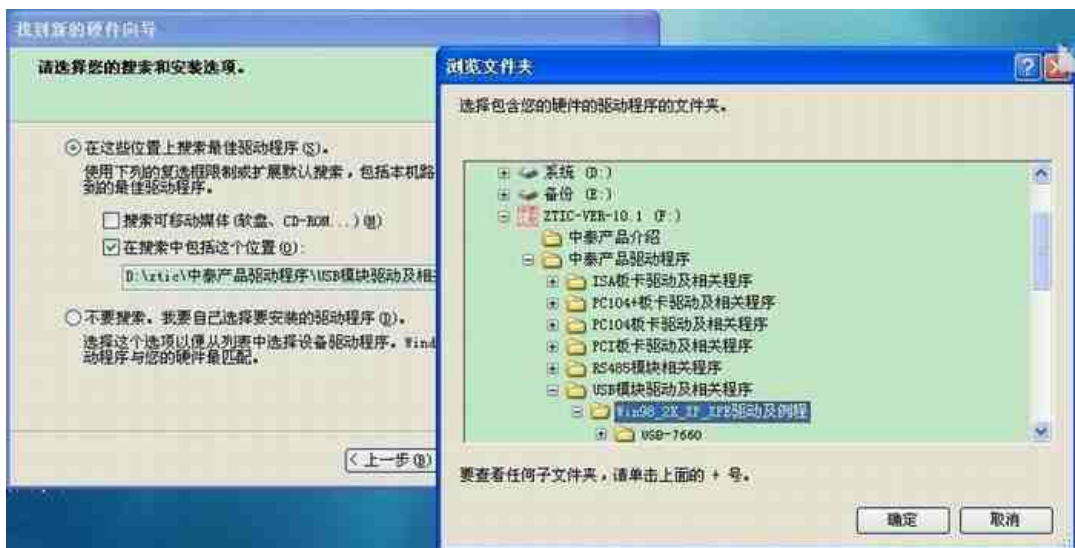 找到新的硬件向导
请选择您的搜索和安装选项。
在这些位置上搜索最佳驱动程序(S)。
使用下列的复选框限制或扩展默认搜索，包括本机路
到的最佳驱动程序。
搜索可移动媒体(软盘、CD-ROM...)(M)
在搜索中包括这个位置(O):
D:\ztic\中泰产品驱动程序\USB模块驱动及相
不要搜索。我要自己选择要安装的驱动程序(D)。
选择这个选项以便从列表中选择设备驱动程序。Wind
动程序与您的硬件最匹配。
< 上一步(B)
浏览文件夹
选择包含您的硬件的驱动程序的文件夹。
系统 (D:)
备份 (E:)
ZTIC-VER-10.1 (F:)
中泰产品介绍
中泰产品驱动程序
ISA板卡驱动及相关程序
PC104+板卡驱动及相关程序
PC104板卡驱动及相关程序
PCI板卡驱动及相关程序
RS485模块相关程序
USB模块驱动及相关程序
Win98_2K_XP_XPE驱动及例程
USB-7660
要查看任何子文件夹，请单击上面的 + 号。
确定
取消